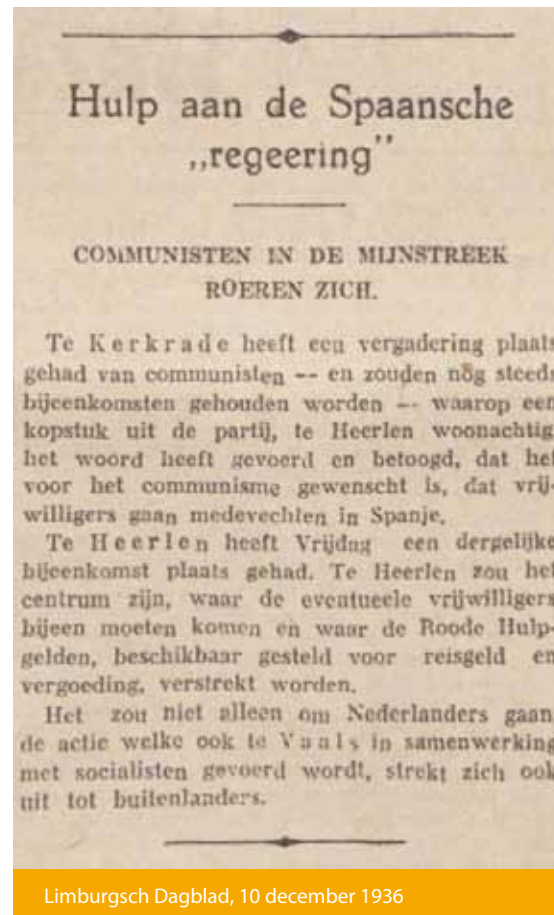 Hulp aan de Spaansche
„regeering”
COMMUNISTEN IN DE MIJNSTREEK
ROEREN ZICH.
Te Kerkrade heeft een vergadering plaats
gehad van communisten -- en zouden nög steeds
bijeenkomsten gehouden worden -- waarop een
kopstuk uit de partij, te Heerlen woonachtig
het woord heeft gevoerd en betoogd, dat het
voor het communisme gewenscht is, dat vrij-
willigers gaan medevechten in Spanje.
Te Heerlen heeft Vrijdag een dergelijke
bijeenkomst plaats gehad. Te Heerlen zou het
centrum zijn, waar de eventueele vrijwilligers
bijeen moeten komen en waar de Roode Hulp-
gelden, beschikbaar gesteld voor reisgeld en
vergoeding, verstrekt worden.
Het zou niet alleen om Nederlanders gaan
de actie welke ook te Vaals in samenwerking
met socialisten gevoerd wordt, strekt zich ook
uit tot buitenlanders.
Limburgsch Dagblad, 10 december 1936